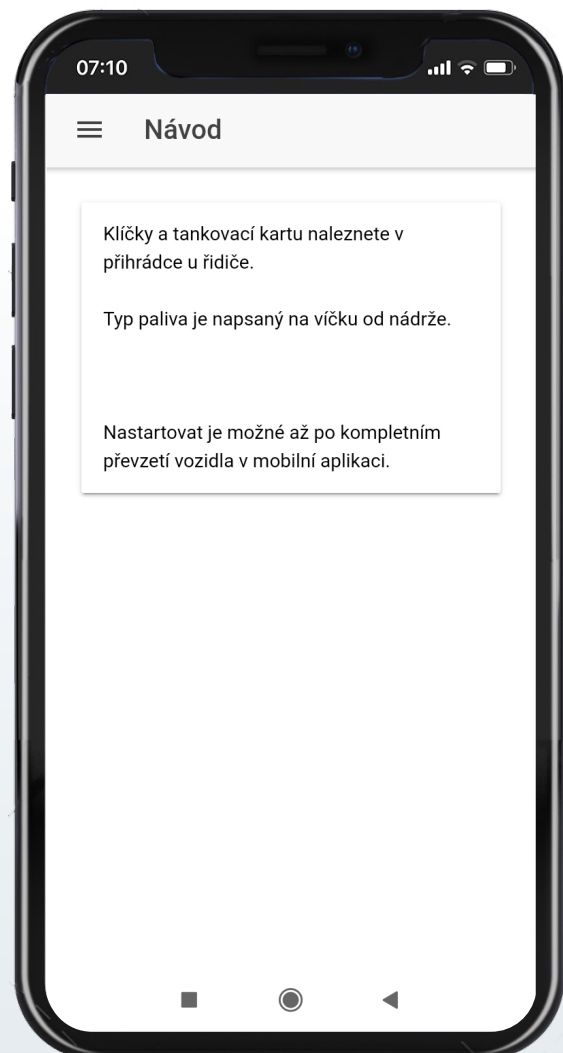 07:10
Návod
Klíčky a tankovací kartu naleznete v
přihrádce u řidiče.
Typ paliva je napsaný na víčku od nádrže.
Nastartovat je možné až po kompletním
převzetí vozidla v mobilní aplikaci.